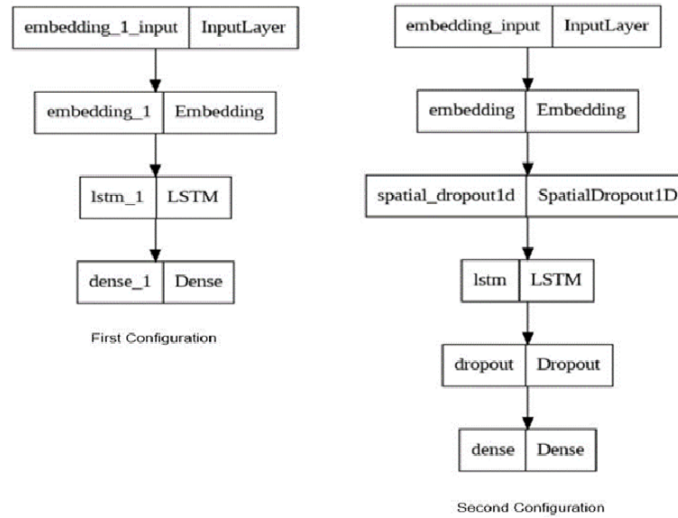 embedding_1_input InputLayer
embedding_1 Embedding
lstm_1 LSTM
dense_1 Dense
First Configuration
embedding_input InputLayer
embedding Embedding
spatial_dropout1d SpatialDropout1D
lstm LSTM
dropout Dropout
dense Dense
Second Configuration